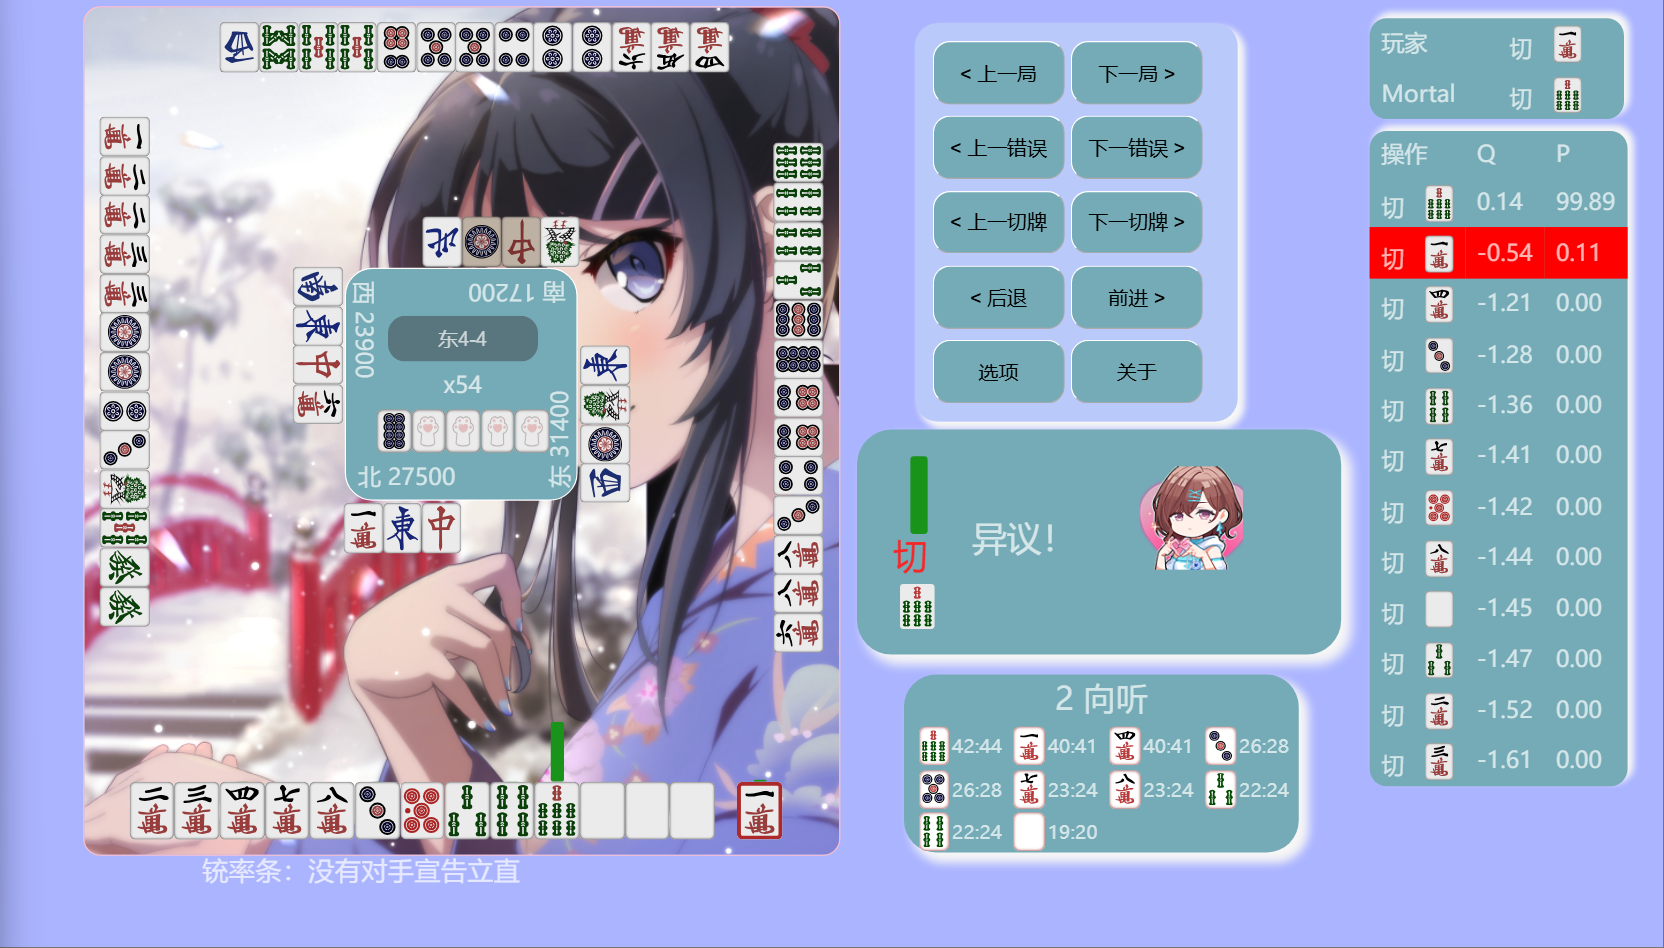 西 23900
南 17200
东4-4
x54
东 31400
北 27500
铳率条：没有对手宣告立直
< 上一局
下一局 >
< 上一错误
下一错误 >
< 上一切牌
下一切牌 >
< 后退
前进 >
选项
关于
切
异议！
2 向听
42:44
40:41
40:41
26:28
26:28
23:24
23:24
22:24
22:24
19:20
玩家 切
Mortal 切
操作 Q P
切 0.14 99.89
切 -0.54 0.11
切 -1.21 0.00
切 -1.28 0.00
切 -1.36 0.00
切 -1.41 0.00
切 -1.42 0.00
切 -1.44 0.00
切 -1.45 0.00
切 -1.47 0.00
切 -1.52 0.00
切 -1.61 0.00